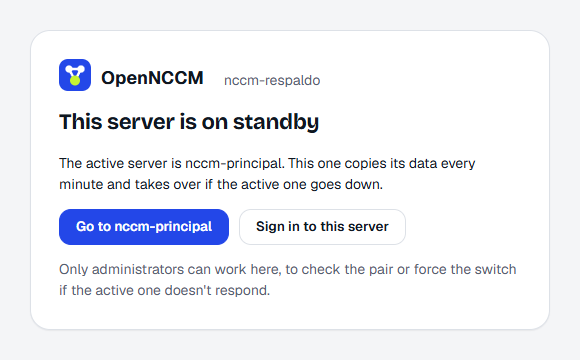 OpenNCCM nccm-respaldo
This server is on standby
The active server is nccm-principal. This one copies its data every
minute and takes over if the active one goes down.
Go to nccm-principal Sign in to this server
Only administrators can work here, to check the pair or force the switch
if the active one doesn't respond.